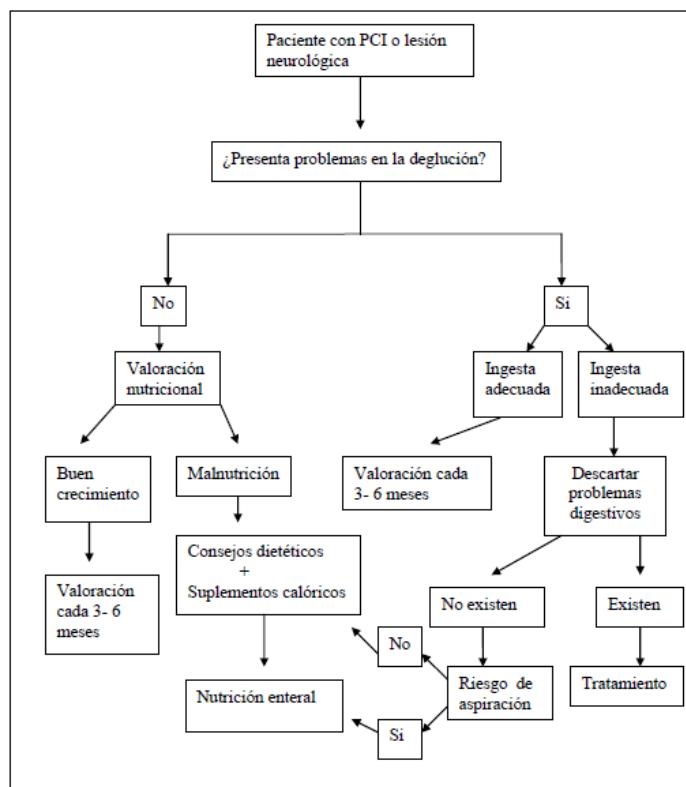 Paciente con PCI o lesión
neurológica
¿Presenta problemas en la deglución?
No
Si
Valoración
nutricional
Ingesta
adecuada
Ingesta
inadecuada
Buen
crecimiento
Malnutrición
Valoración cada
3- 6 meses
Descartar
problemas
digestivos
Consejos dietéticos
+
Suplementos calóricos
Valoración
cada 3- 6
meses
No existen
Existen
No
Nutrición enteral
Riesgo de
aspiración
Tratamiento
Si